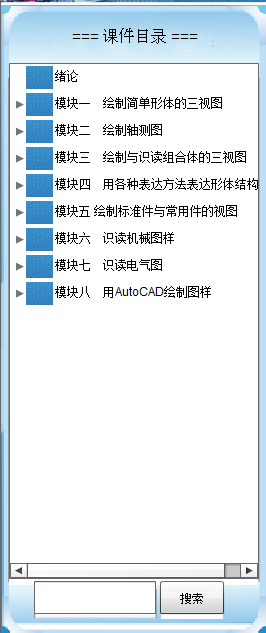 === 课件目录 ===
绪论
模块一 绘制简单形体的三视图
模块二 绘制轴测图
模块三 绘制与识读组合体的三视图
模块四 用各种表达方法表达形体结构
模块五 绘制标准件与常用件的视图
模块六 识读机械图样
模块七 识读电气图
模块八 用AutoCAD绘制图样
搜索